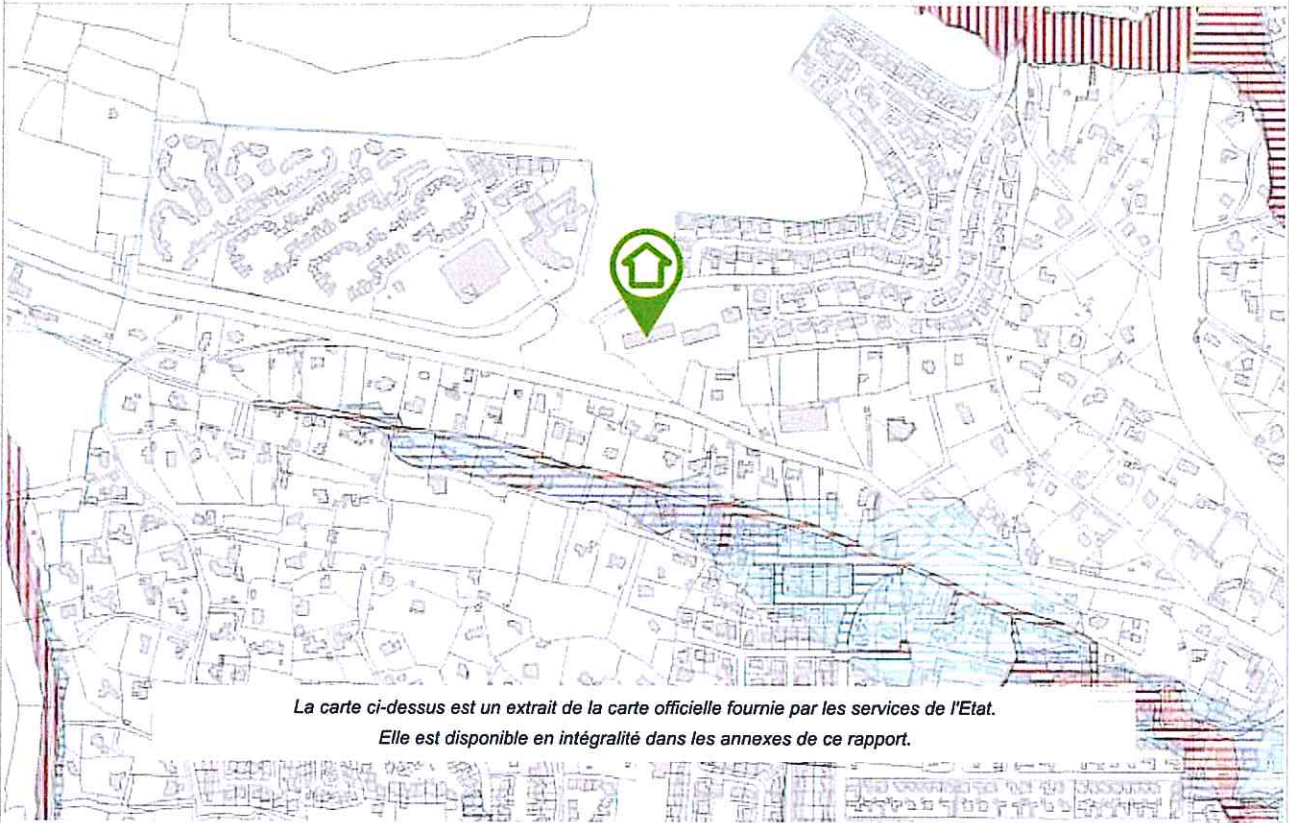 La carte ci-dessus est un extrait de la carte officielle fournie par les services de l'Etat.
Elle est disponible en intégralité dans les annexes de ce rapport.